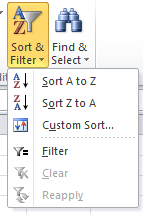 Sort & Find &
Filter Select
Sort A to Z
Sort Z to A
Custom Sort...
Filter
Clear
Reapply